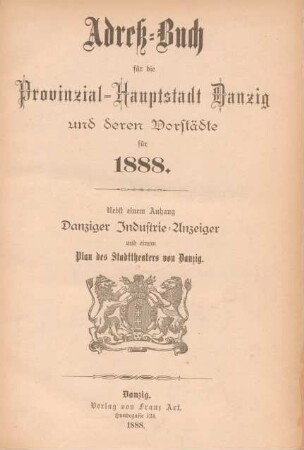 Adreß-Buch
für die
Provinzial-Hauptstadt Danzig
und deren Vorstädte
für
1888.
Nebst einem Anhang
Danziger Industrie-Anzeiger
und einem
Plan des Stadttheaters von Danzig.
Danzig.
Verlag von Franz Axt.
Hundegasse
1888.